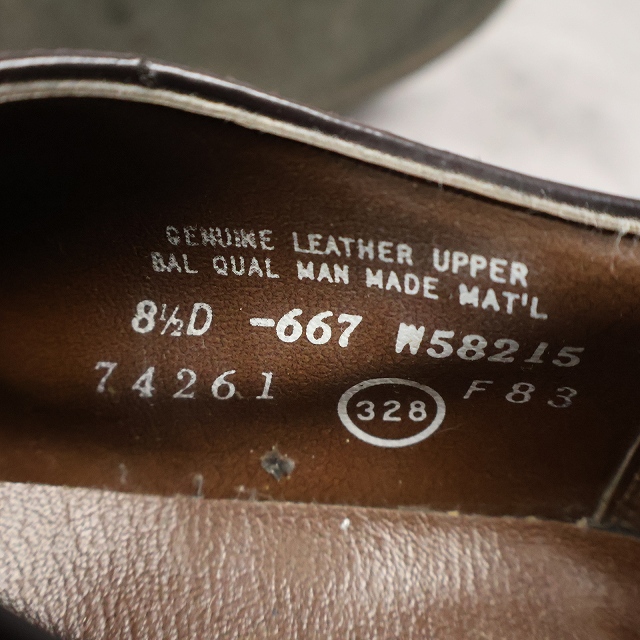 GENUINE LEATHER UPPER
BAL QUAL MAN MADE MAT'L
8½D -667 W58215
74261 328 F83